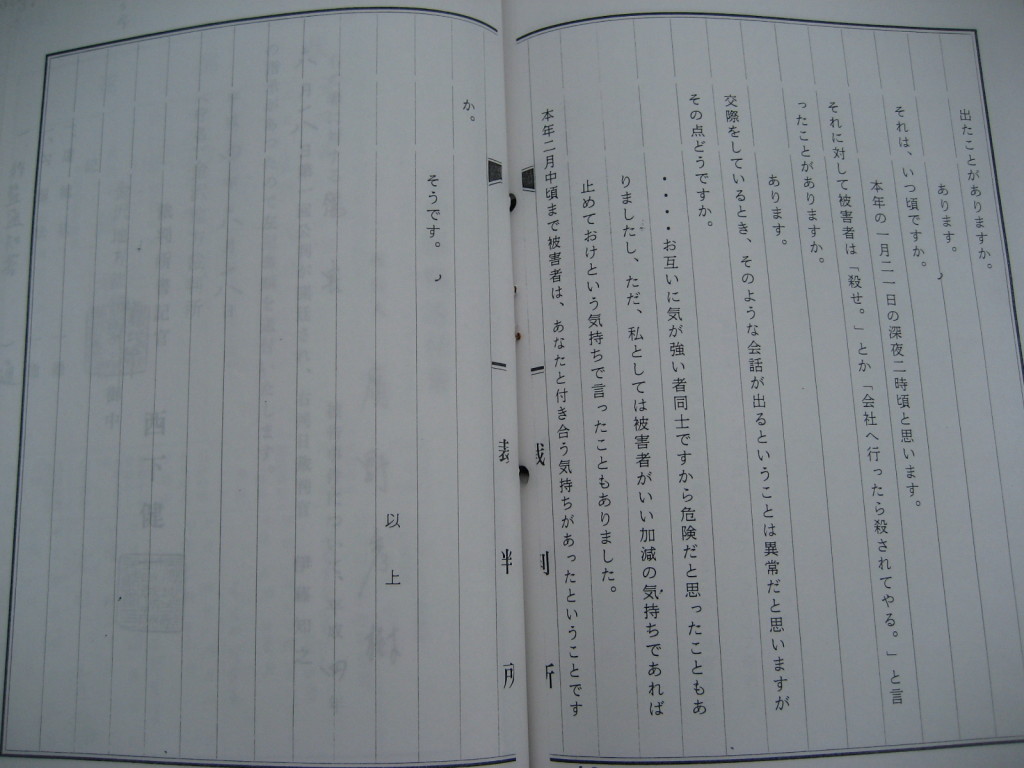 出たことがありますか。
あります。
それは、いつ頃ですか。
本年の一月二一日の深夜二時頃と思います。
それに対して被害者は「殺せ。」とか「会社へ行ったら殺されてやる。」と言
ったことがありますか。
あります。
交際をしているとき、そのような会話が出るということは異常だと思いますが
その点どうですか。
・・・・お互いに気が強い者同士ですから危険だと思ったこともあ
りましたし、ただ、私としては被害者がいい加減の気持ちであれば
止めておけという気持ちで言ったこともありました。
本年二月中頃まで被害者は、あなたと付き合う気持ちがあったということです
裁判所
裁判所
か。
そうです。
以上